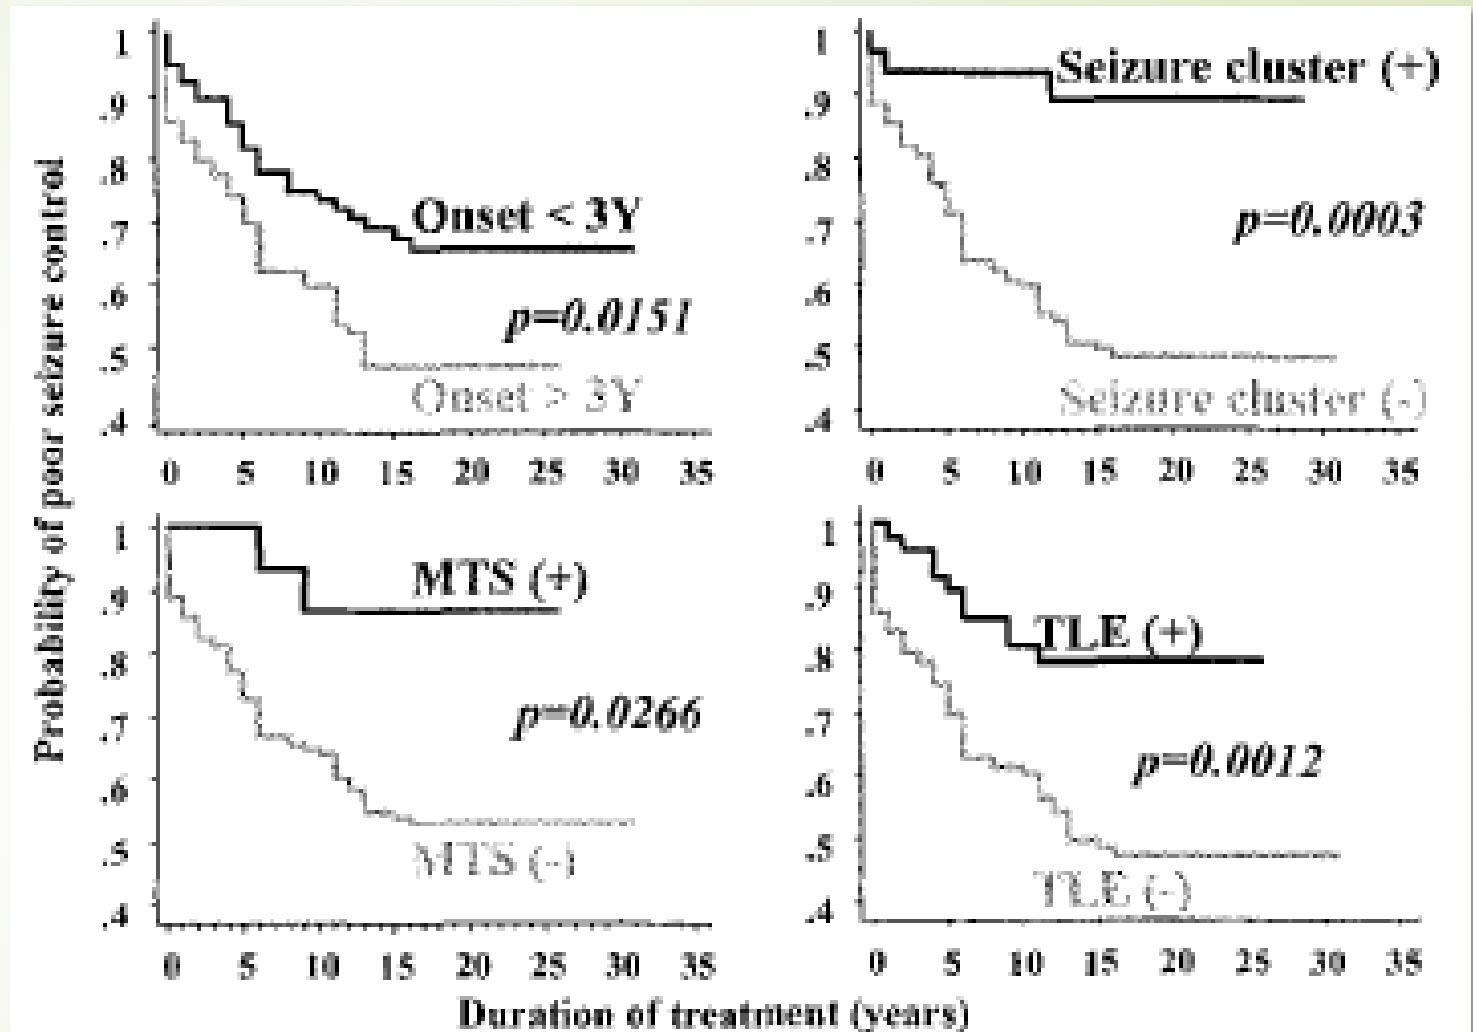 Probability of poor seizure control
1
.9
.8
.7
.6
.5
.4
Onset < 3Y
p=0.0151
Onset > 3Y
0 5 10 15 20 25 30 35
1
.9
.8
.7
.6
.5
.4
Seizure cluster (+)
p=0.0003
Seizure cluster (-)
0 5 10 15 20 25 30 35
1
.9
.8
.7
.6
.5
.4
MTS (+)
p=0.0266
MTS (-)
0 5 10 15 20 25 30 35
1
.9
.8
.7
.6
.5
.4
TLE (+)
p=0.0012
TLE (-)
0 5 10 15 20 25 30 35
Duration of treatment (years)